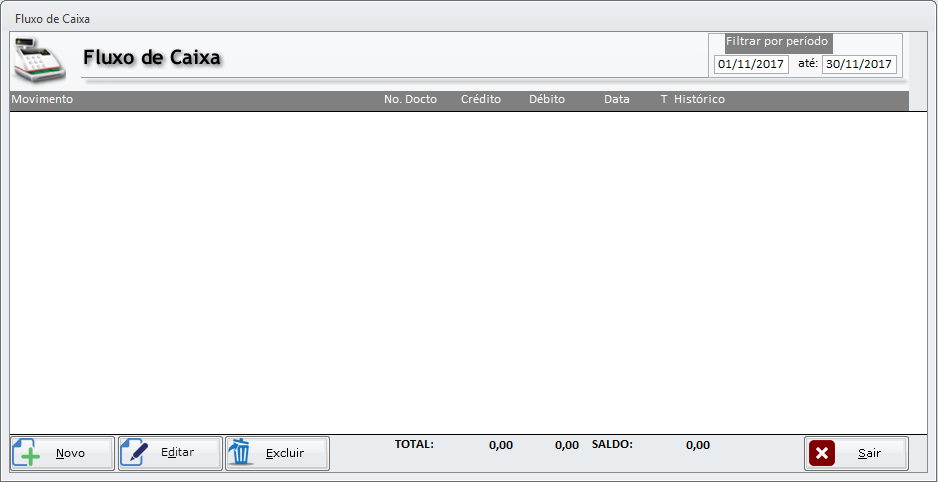 Fluxo de Caixa
Fluxo de Caixa
Filtrar por período
01/11/2017 até: 30/11/2017
Movimento No. Docto Crédito Débito Data T Histórico
TOTAL: 0,00 0,00 SALDO: 0,00
Novo Editar Excluir Sair